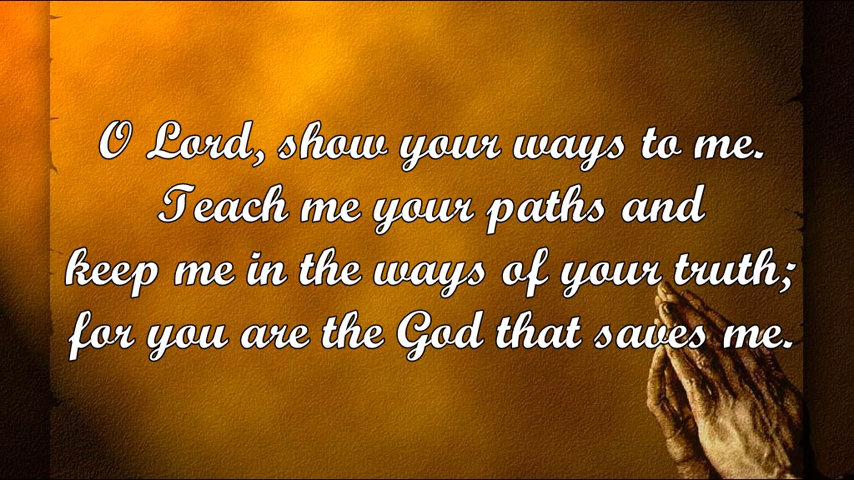 O Lord, show your ways to me.
Teach me your paths and
keep me in the ways of your truth;
for you are the God that saves me.